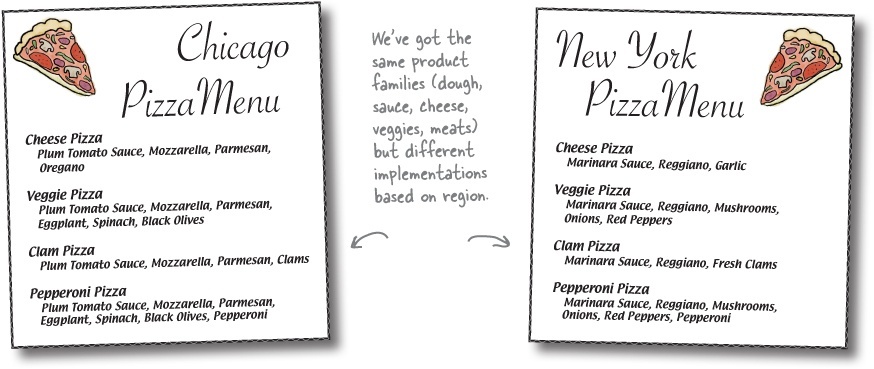 Chicago
PizzaMenu
Cheese Pizza
Plum Tomato Sauce, Mozzarella, Parmesan,
Oregano
Veggie Pizza
Plum Tomato Sauce, Mozzarella, Parmesan,
Eggplant, Spinach, Black Olives
Clam Pizza
Plum Tomato Sauce, Mozzarella, Parmesan, Clams
Pepperoni Pizza
Plum Tomato Sauce, Mozzarella, Parmesan,
Eggplant, Spinach, Black Olives, Pepperoni
We've got the
same product
families (dough,
sauce, cheese,
veggies, meats)
but different
implementations
based on region.
New York
PizzaMenu
Cheese Pizza
Marinara Sauce, Reggiano, Garlic
Veggie Pizza
Marinara Sauce, Reggiano, Mushrooms,
Onions, Red Peppers
Clam Pizza
Marinara Sauce, Reggiano, Fresh Clams
Pepperoni Pizza
Marinara Sauce, Reggiano, Mushrooms,
Onions, Red Peppers, Pepperoni